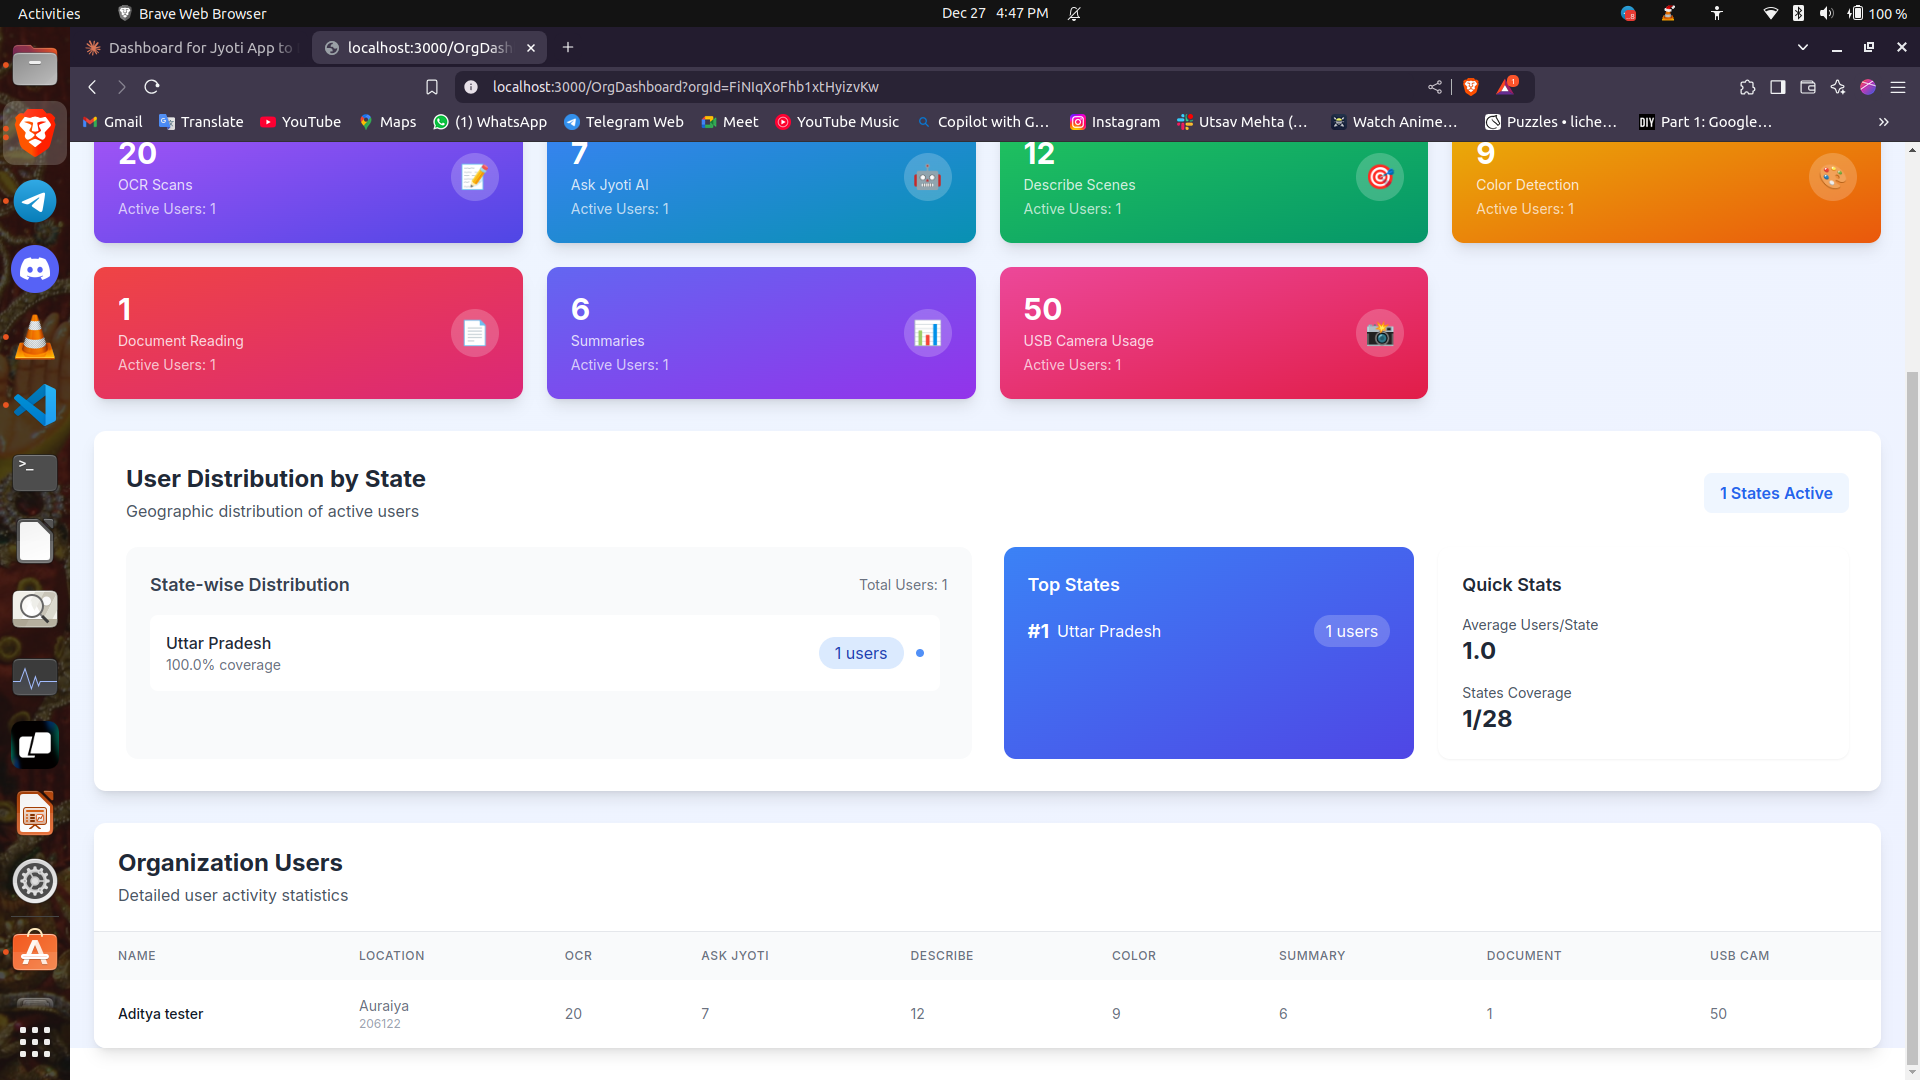 Activities
Brave Web Browser
Dec 27 4:47 PM
100 %
Dashboard for Jyoti App to
localhost:3000/OrgDash
localhost:3000/OrgDashboard?orgId=FiNIqXoFhb1xtHyizvKw
1
Gmail
Translate
YouTube
Maps
(1) WhatsApp
Telegram Web
Meet
YouTube Music
Copilot with G...
Instagram
Utsav Mehta (...
Watch Anime...
Puzzles • liche...
DIY Part 1: Google...
20
OCR Scans
Active Users: 1
7
Ask Jyoti AI
Active Users: 1
12
Describe Scenes
Active Users: 1
9
Color Detection
Active Users: 1
1
Document Reading
Active Users: 1
6
Summaries
Active Users: 1
50
USB Camera Usage
Active Users: 1
User Distribution by State
Geographic distribution of active users
1 States Active
State-wise Distribution
Total Users: 1
Uttar Pradesh
100.0% coverage
1 users
Top States
#1 Uttar Pradesh
1 users
Quick Stats
Average Users/State
1.0
States Coverage
1/28
Organization Users
Detailed user activity statistics
NAME LOCATION OCR ASK JYOTI DESCRIBE COLOR SUMMARY DOCUMENT USB CAM
Aditya tester Auraiya 20 7 12 9 6 1 50
206122